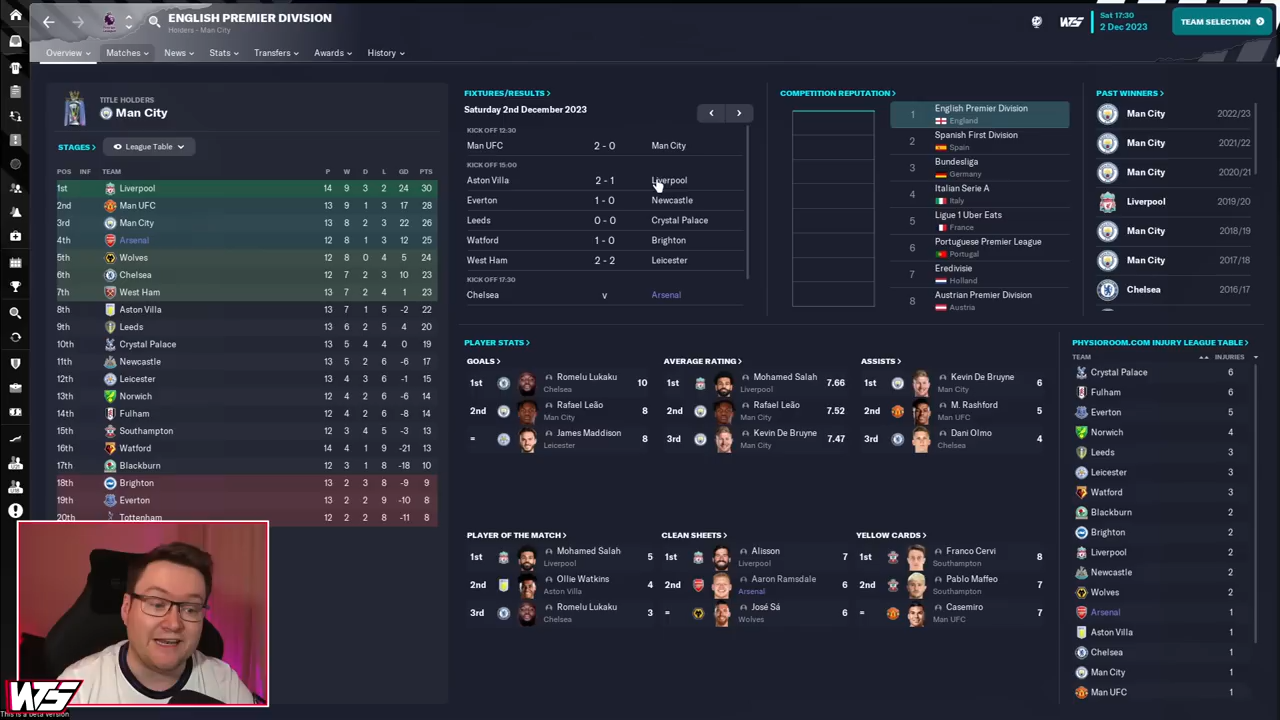 ENGLISH PREMIER DIVISION
Holders - Man City
WTS
Sat 17:30
2 Dec 2023
TEAM SELECTION
Overview
Matches
News
Stats
Transfers
Awards
History
TITLE HOLDERS
Man City
STAGES >
League Table
POS INF TEAM P W D L GD PTS
1st Liverpool 14 9 3 2 24 30
2nd Man UFC 13 9 1 3 17 28
3rd Man City 13 8 2 3 22 26
4th Arsenal 12 8 1 3 12 25
5th Wolves 12 8 0 4 5 24
6th Chelsea 12 7 2 3 10 23
7th West Ham 13 7 2 4 1 23
8th Aston Villa 13 7 1 5 -2 22
9th Leeds 13 6 2 5 4 20
10th Crystal Palace 13 5 4 4 0 19
11th Newcastle 13 5 2 6 -6 17
12th Leicester 13 4 3 6 -1 15
13th Norwich 12 4 2 6 -6 14
14th Fulham 12 4 2 6 -8 14
15th Southampton 12 3 4 5 -3 13
16th Watford 14 4 1 9 -21 13
17th Blackburn 12 3 1 8 -18 10
18th Brighton 13 2 3 8 -9 9
19th Everton 13 2 2 9 -10 8
20th Tottenham 12 2 2 8 -11 8
FIXTURES/RESULTS >
Saturday 2nd December 2023
KICK OFF 12:30
Man UFC 2 - 0 Man City
KICK OFF 15:00
Aston Villa 2 - 1 Liverpool
Everton 1 - 0 Newcastle
Leeds 0 - 0 Crystal Palace
Watford 1 - 0 Brighton
West Ham 2 - 2 Leicester
KICK OFF 17:30
Chelsea v Arsenal
COMPETITION REPUTATION >
1 English Premier Division
England
2 Spanish First Division
Spain
3 Bundesliga
Germany
4 Italian Serie A
Italy
5 Ligue 1 Uber Eats
France
6 Portuguese Premier League
Portugal
7 Eredivisie
Holland
8 Austrian Premier Division
Austria
PAST WINNERS >
Man City 2022/23
Man City 2021/22
Man City 2020/21
Liverpool 2019/20
Man City 2018/19
Man City 2017/18
Chelsea 2016/17
PLAYER STATS >
GOALS >
1st Romelu Lukaku 10
Chelsea
2nd Rafael Leão 8
Man City
= James Maddison 8
Leicester
AVERAGE RATING >
1st Mohamed Salah 7.66
Liverpool
2nd Rafael Leão 7.52
Man City
3rd Kevin De Bruyne 7.47
Man City
ASSISTS >
1st Kevin De Bruyne 6
Man City
2nd M. Rashford 5
Man UFC
3rd Dani Olmo 4
Chelsea
PLAYER OF THE MATCH >
1st Mohamed Salah 5
Liverpool
2nd Ollie Watkins 4
Aston Villa
3rd Romelu Lukaku 3
Chelsea
CLEAN SHEETS >
1st Alisson 7
Liverpool
2nd Aaron Ramsdale 6
Arsenal
= José Sá 6
Wolves
YELLOW CARDS >
1st Franco Cervi 8
Southampton
2nd Pablo Maffeo 7
Southampton
= Casemiro 7
Man UFC
PHYSIOROOM.COM INJURY LEAGUE TABLE >
TEAM INJURIES
Crystal Palace 6
Fulham 6
Everton 5
Norwich 4
Leeds 3
Leicester 3
Watford 3
Blackburn 2
Brighton 2
Liverpool 2
Newcastle 2
Wolves 2
Arsenal 1
Aston Villa 1
Chelsea 1
Man City 1
Man UFC 1
WTS
This is a beta version